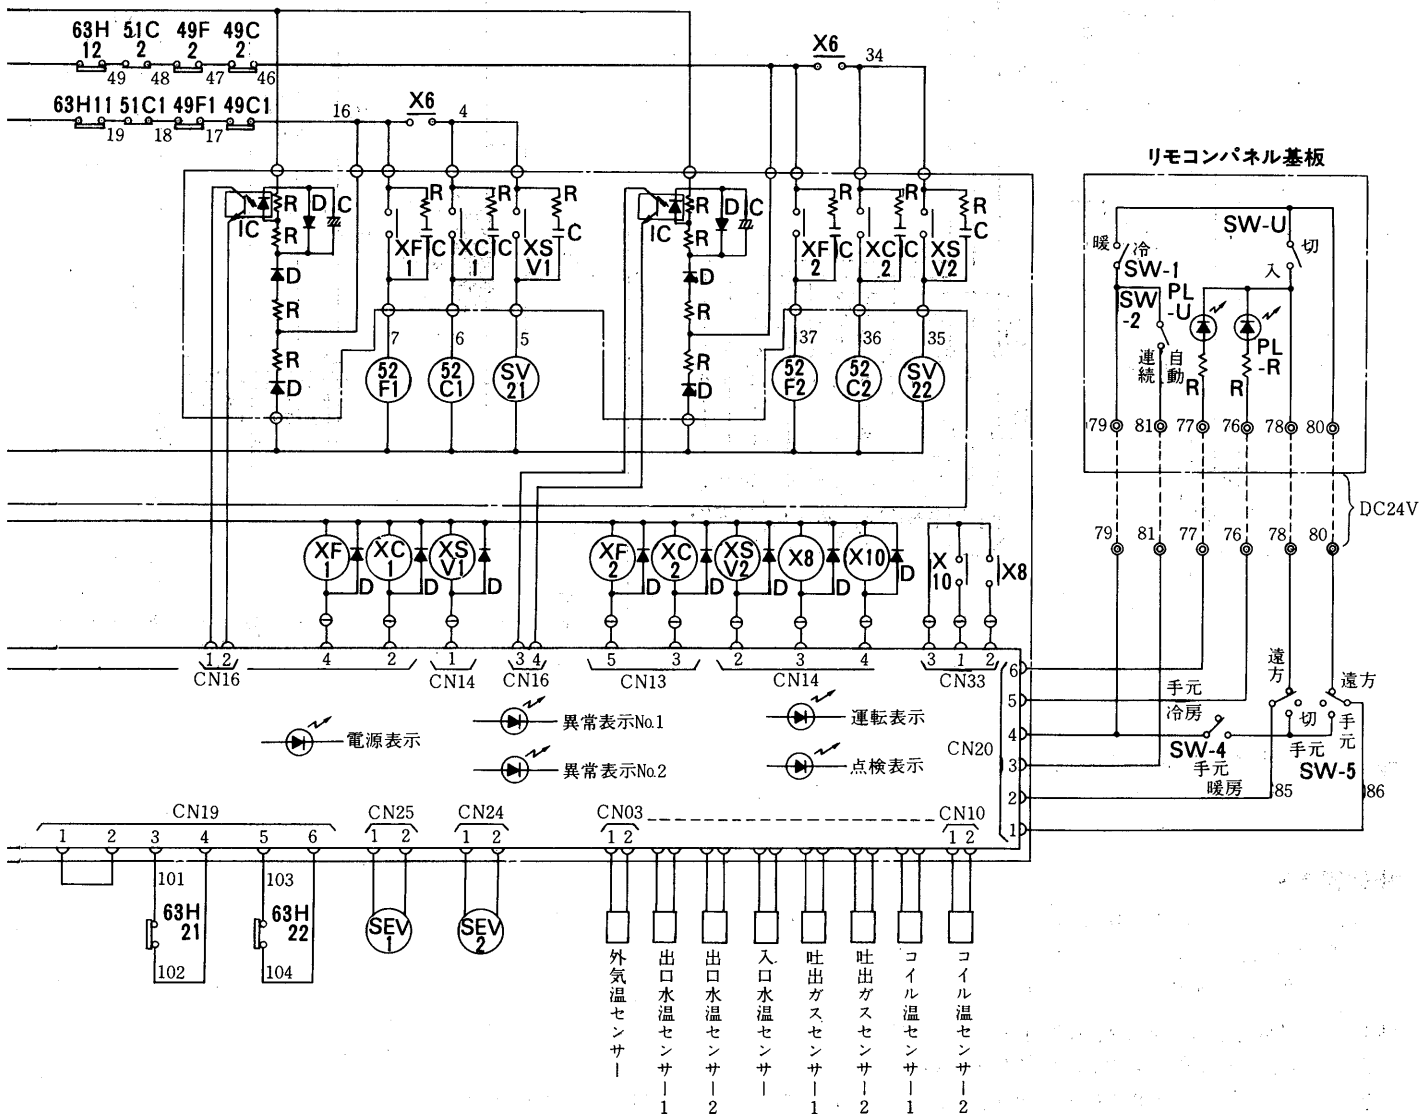 63H 12
51C 2
49F 2
49C 2
49
48
47
46
X6
34
63H11
51C1
49F1
49C1
19
18
17
16
X6
4
リモコンパネル基板
IC
R
D
C
R
D
R
R
D
R
C
XF 1
R
C
XC 1
R
C
XS V1
IC
R
D
C
R
D
R
R
D
R
C
XF 2
R
C
XC 2
R
C
XS V2
7
6
5
37
36
35
52 F1
52 C1
SV 21
52 F2
52 C2
SV 22
暖
冷
SW-1
SW-U
切
入
SW -2
PL -U
PL -R
連続
自動
R
R
79
81
77
76
78
80
DC24V
79
81
77
76
78
80
XF 1
D
XC 1
D
XS V1
D
XF 2
D
XC 2
D
XS V2
D
X8
D
X10
D
X 10
X8
1
2
4
2
1
3
4
5
3
2
3
4
3
1
2
CN16
CN14
CN16
CN13
CN14
CN33
6
5
4
3
2
1
CN20
手元
冷房
SW-4
手元
暖房
遠方
切
手元
遠方
手元
SW-5
85
86
電源表示
異常表示No.1
異常表示No.2
運転表示
点検表示
CN19
1
2
3
4
5
6
CN25
1
2
CN24
1
2
CN03
1
2
CN10
1
2
101
63H 21
102
103
63H 22
104
SEV 1
SEV 2
外気温センサー
出口水温センサー1
出口水温センサー2
入口水温センサー
吐出ガスセンサー1
吐出ガスセンサー2
コイル温センサー1
コイル温センサー2